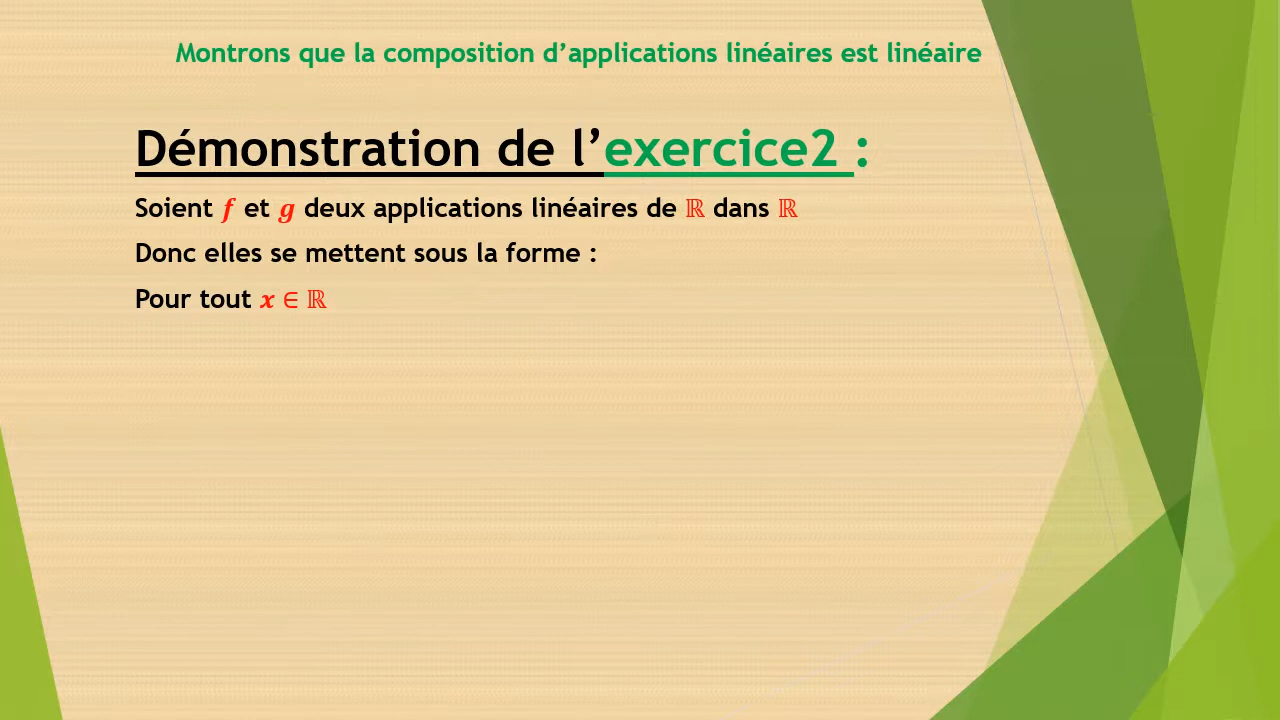 Montrons que la composition d’applications linéaires est linéaire
Démonstration de l’exercice2 :
Soient f et g deux applications linéaires de ℝ dans ℝ
Donc elles se mettent sous la forme :
Pour tout x ∈ ℝ